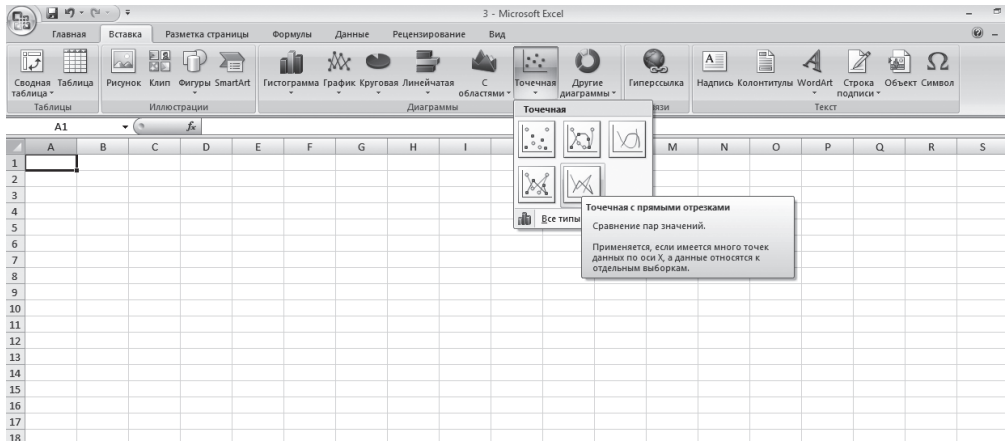 3 - Microsoft Excel
Главная Вставка Разметка страницы Формулы Данные Рецензирование Вид
Сводная таблица Таблица Рисунок Клип Фигуры SmartArt Гистограмма График Круговая Линейчатая С областями Точечная Другие диаграммы Гиперссылка Надпись Колонтитулы WordArt Строка подписи Объект Символ
Таблицы Иллюстрации Диаграммы Текст
Точечная
A1 fx
A B C D E F G H I M N O P Q R S
1
2
3
4
5
6
7
8
9
10
11
12
13
14
15
16
17
18
Все типы
Точечная с прямыми отрезками
Сравнение пар значений.
Применяется, если имеется много точек
данных по оси X, а данные относятся к
отдельным выборкам.